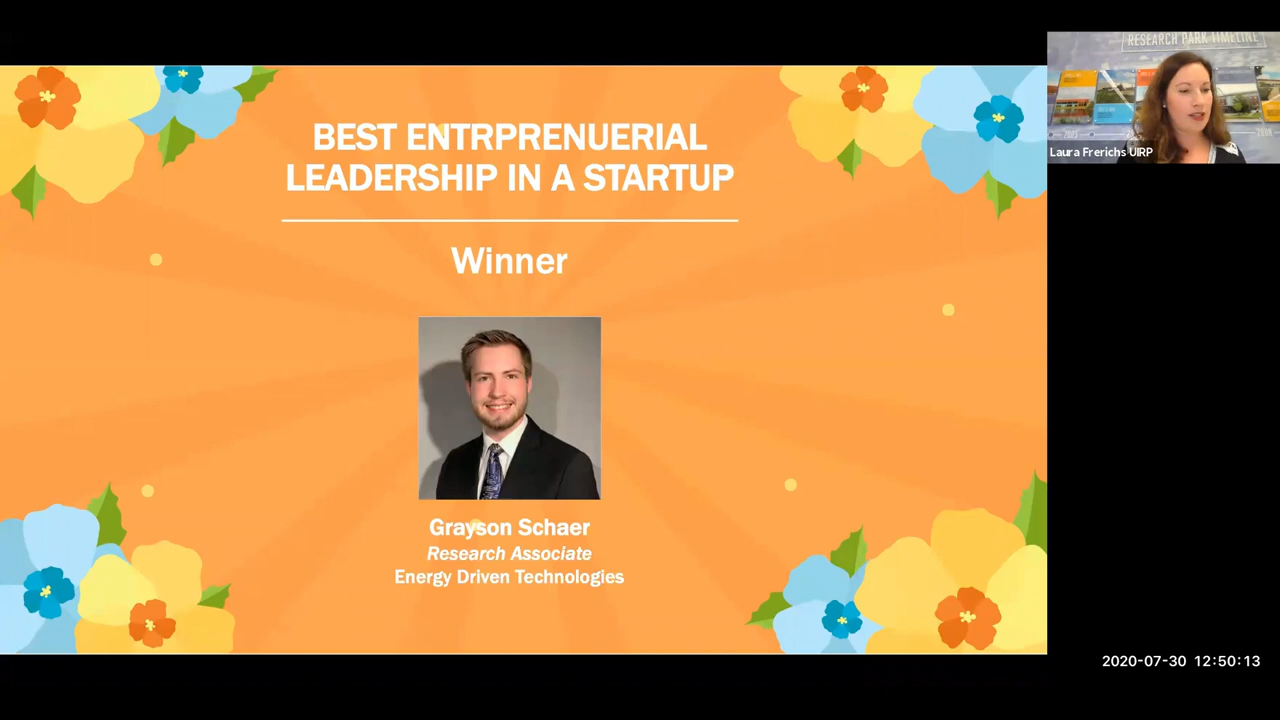 BEST ENTRPRENUERIAL
LEADERSHIP IN A STARTUP
Winner
Grayson Schaer
Research Associate
Energy Driven Technologies
RESEARCH PARK TIMELINE
Laura Frerichs UIRP
2020-07-30 12:50:13